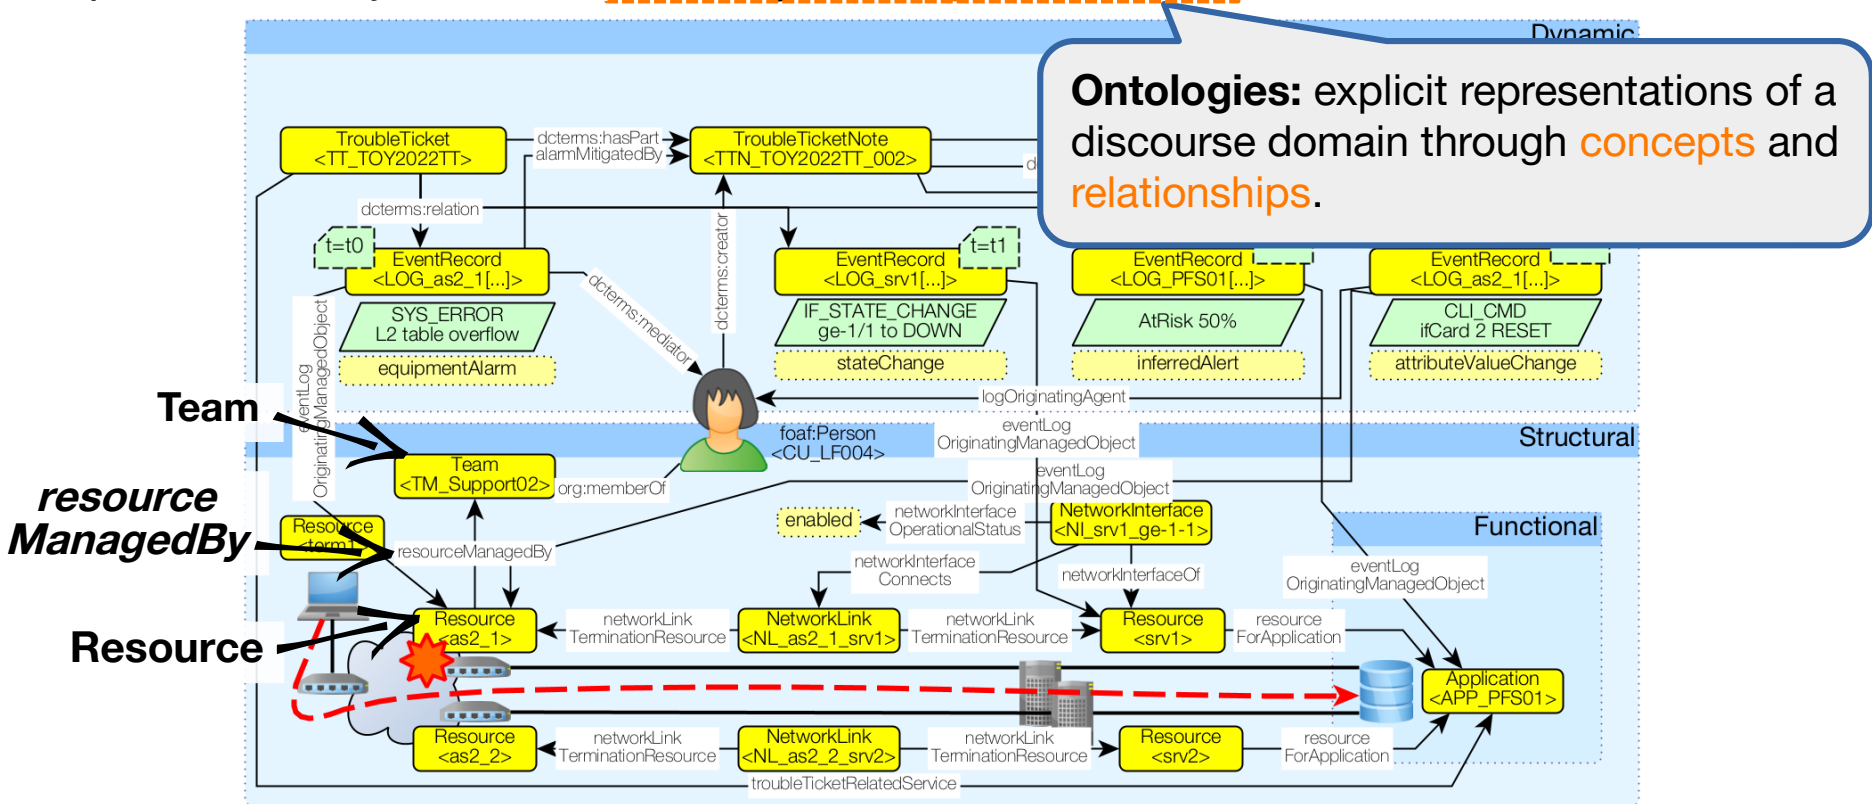 Dynamic
Ontologies: explicit representations of a
discourse domain through concepts and
relationships.
TroubleTicket
<TT_TOY2022TT>
dcterms:hasPart
alarmMitigatedBy
TroubleTicketNote
<TTN_TOY2022TT_002>
dcterms:relation
dcterms:creator
t=t0
EventRecord
<LOG_as2_1[...]>
SYS_ERROR
L2 table overflow
equipmentAlarm
dcterms:mediator
t=t1
EventRecord
<LOG_srv1[...]>
IF_STATE_CHANGE
ge-1/1 to DOWN
stateChange
EventRecord
<LOG_PFS01[...]>
AtRisk 50%
inferredAlert
EventRecord
<LOG_as2_1[...]>
CLI_CMD
ifCard 2 RESET
attributeValueChange
eventLog
OriginatingManagedObject
logOriginatingAgent
Team
foaf:Person
<CU_LF004>
eventLog
OriginatingManagedObject
Structural
Team
<TM_Support02>
org:memberOf
eventLog
OriginatingManagedObject
resource
ManagedBy
Resource
<term1
resourceManagedBy
enabled
networkInterface
OperationalStatus
NetworkInterface
<NI_srv1_ge-1-1>
Functional
networkInterface
Connects
networkInterfaceOf
eventLog
OriginatingManagedObject
Resource
Resource
<as2_1>
networkLink
TerminationResource
NetworkLink
<NL_as2_1_srv1>
networkLink
TerminationResource
Resource
<srv1>
resource
ForApplication
Application
<APP_PFS01>
Resource
<as2_2>
networkLink
TerminationResource
NetworkLink
<NL_as2_2_srv2>
networkLink
TerminationResource
Resource
<srv2>
resource
ForApplication
troubleTicketRelatedService